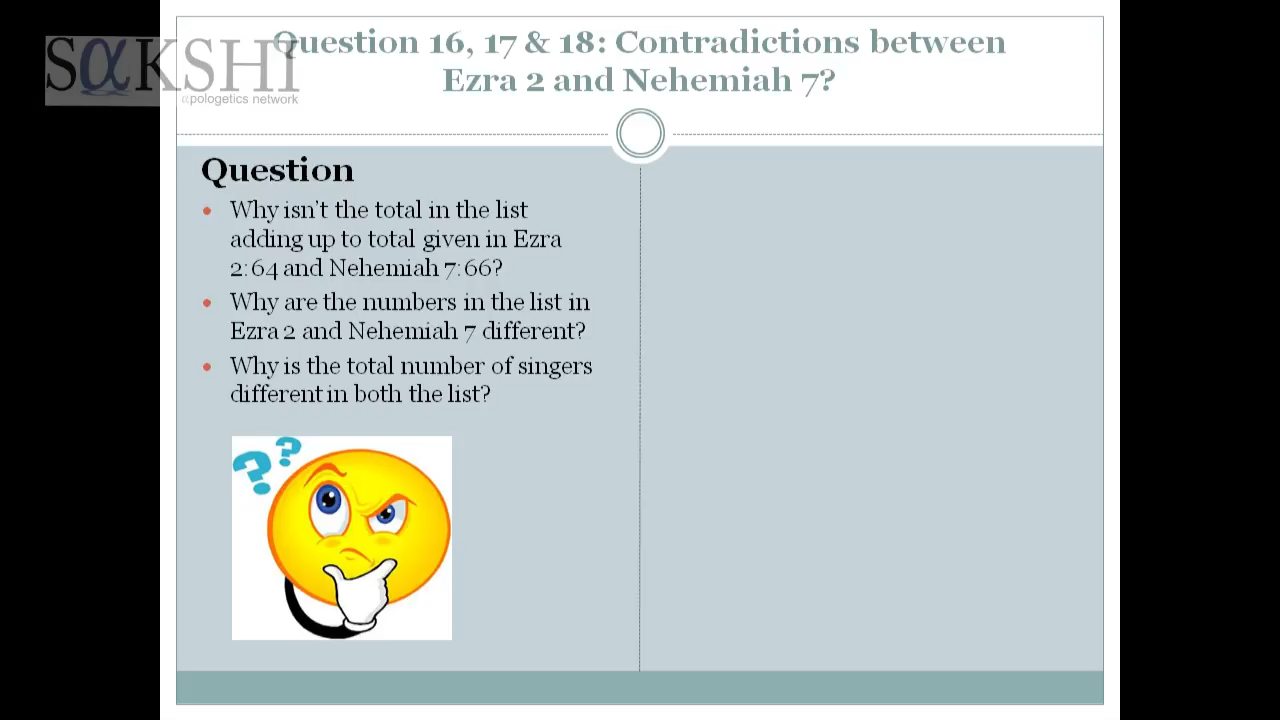 SαKSHI
αpologetics network
Question 16, 17 & 18: Contradictions between
Ezra 2 and Nehemiah 7?
Question
• Why isn't the total in the list
adding up to total given in Ezra
2:64 and Nehemiah 7:66?
• Why are the numbers in the list in
Ezra 2 and Nehemiah 7 different?
• Why is the total number of singers
different in both the list?
? ?